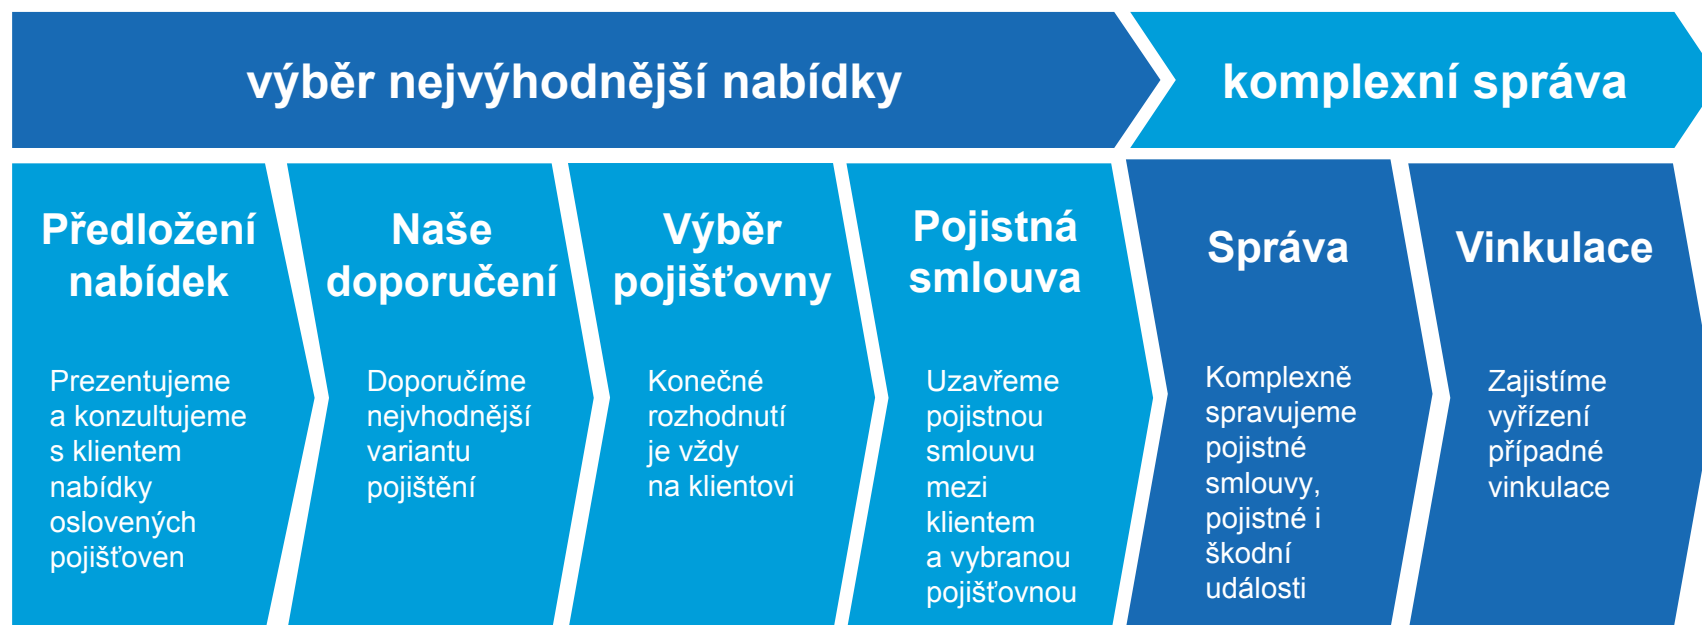 výběr nejvýhodnější nabídky
komplexní správa
Předložení
nabídek
Prezentujeme
a konzultujeme
s klientem
nabídky
oslovených
pojišťoven
Naše
doporučení
Doporučíme
nejvhodnější
variantu
pojištění
Výběr
pojišťovny
Konečné
rozhodnutí
je vždy
na klientovi
Pojistná
smlouva
Uzavřeme
pojistnou
smlouvu
mezi
klientem
a vybranou
pojišťovnou
Správa
Komplexně
spravujeme
pojistné
smlouvy,
pojistné i
škodní
události
Vinkulace
Zajistíme
vyřízení
případné
vinkulace